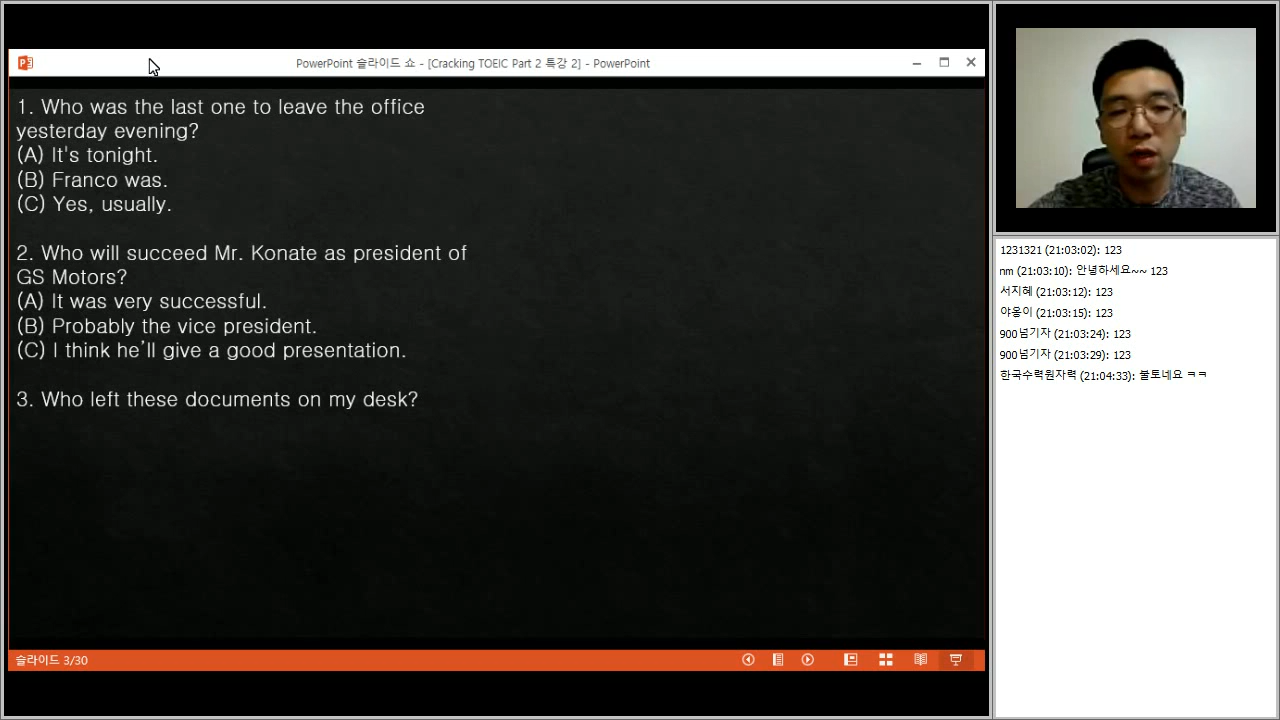 PowerPoint 슬라이드 쇼 - [Cracking TOEIC Part 2 특강 2] - PowerPoint
1. Who was the last one to leave the office
yesterday evening?
(A) It's tonight.
(B) Franco was.
(C) Yes, usually.
2. Who will succeed Mr. Konate as president of
GS Motors?
(A) It was very successful.
(B) Probably the vice president.
(C) I think he'll give a good presentation.
3. Who left these documents on my desk?
슬라이드 3/30
1231321 (21:03:02): 123
nm (21:03:10): 안녕하세요~~ 123
서지혜 (21:03:12): 123
야옹이 (21:03:15): 123
900넘기자 (21:03:24): 123
900넘기자 (21:03:29): 123
한국수력원자력 (21:04:33): 불토네요 ㅋㅋ